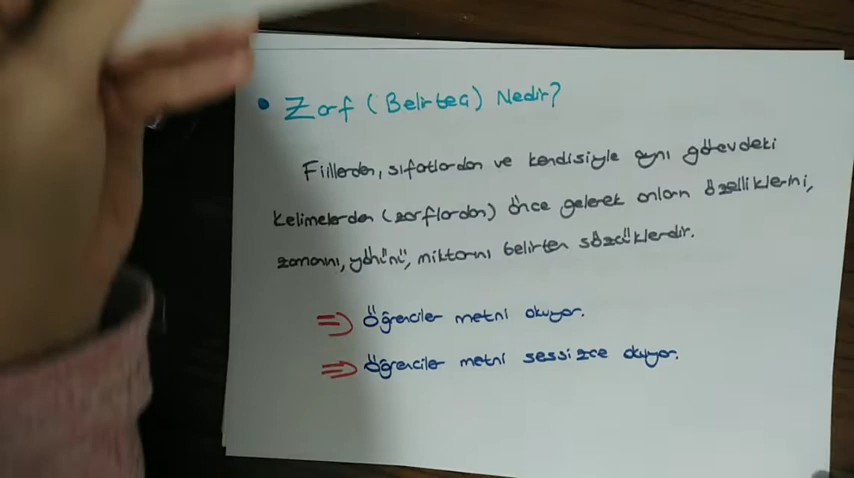 • Zarf (Belirteç) Nedir?
Fiillerden, sıfatlardan ve kendisiyle aynı görevdeki
kelimelerden (zarflardan) önce gelerek onların özelliklerini,
zamanını, yönünü, miktarını belirten sözcüklerdir.
⇒ Öğrenciler metni okuyor.
⇒ Öğrenciler metni sessizce okuyor.